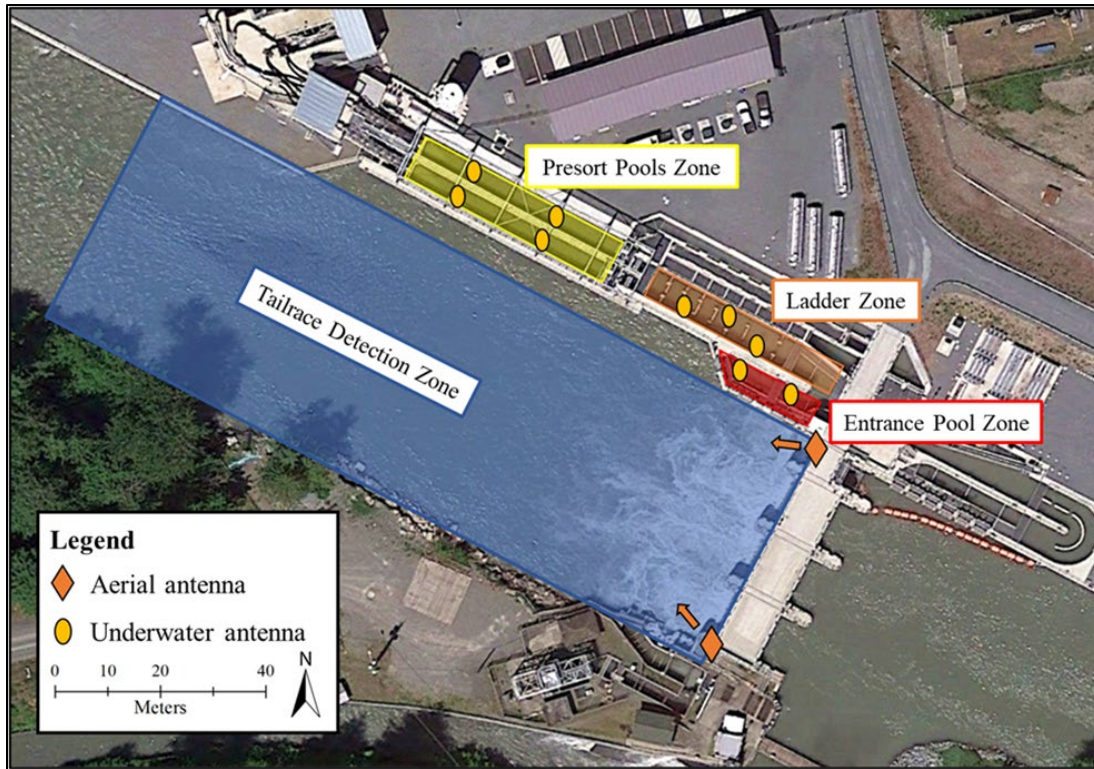 Presort Pools Zone
Ladder Zone
Tailrace Detection Zone
Entrance Pool Zone
Legend
Aerial antenna
Underwater antenna
0 10 20 40
Meters
N